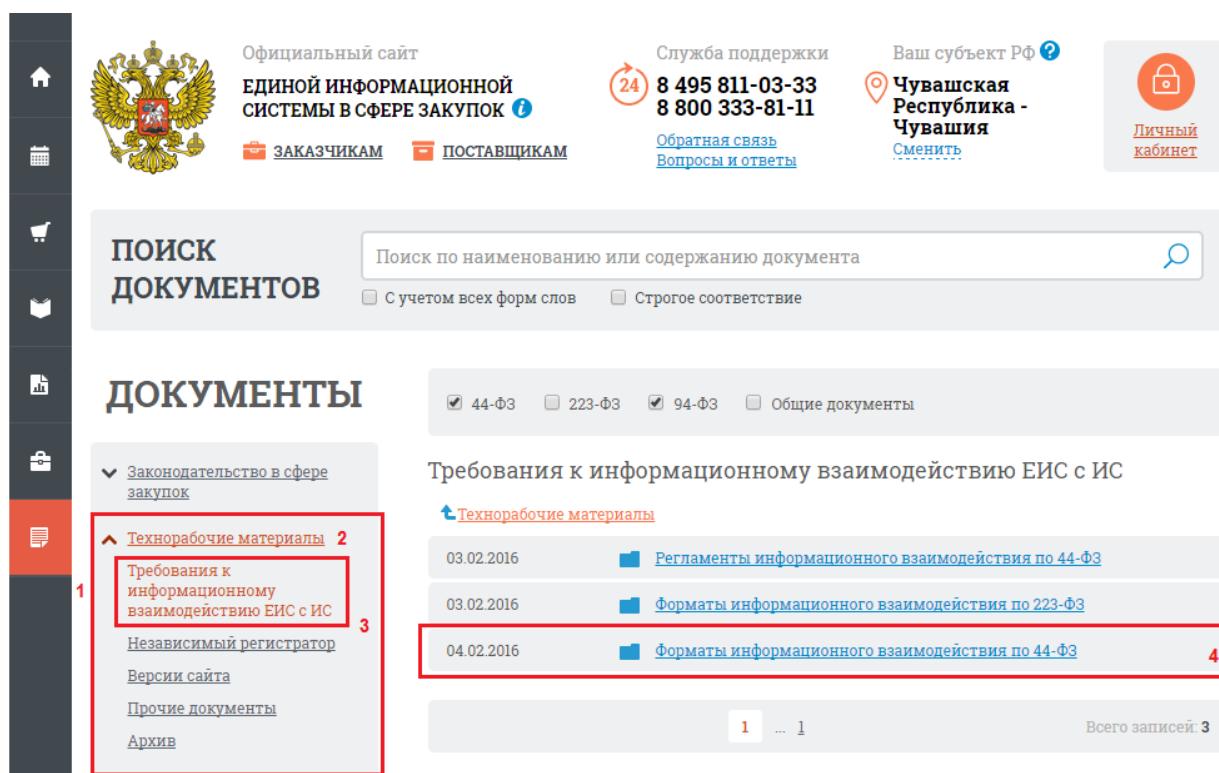 Официальный сайт
ЕДИНОЙ ИНФОРМАЦИОННОЙ
СИСТЕМЫ В СФЕРЕ ЗАКУПОК
ЗАКАЗЧИКАМ
ПОСТАВЩИКАМ
24
Служба поддержки
8 495 811-03-33
8 800 333-81-11
Обратная связь
Вопросы и ответы
Ваш субъект РФ ?
Чувашская
Республика -
Чувашия
Сменить
Личный
кабинет
ПОИСК
ДОКУМЕНТОВ
Поиск по наименованию или содержанию документа
С учетом всех форм слов
Строгое соответствие
ДОКУМЕНТЫ
44-ФЗ
223-ФЗ
94-ФЗ
Общие документы
Законодательство в сфере
закупок
1
Технорабочие материалы 2
Требования к
информационному
взаимодействию ЕИС с ИС
3
Независимый регистратор
Версии сайта
Прочие документы
Архив
Требования к информационному взаимодействию ЕИС с ИС
Технорабочие материалы
03.02.2016 Регламенты информационного взаимодействия по 44-ФЗ
03.02.2016 Форматы информационного взаимодействия по 223-ФЗ
04.02.2016 Форматы информационного взаимодействия по 44-ФЗ 4
1 ... 1
Всего записей: 3